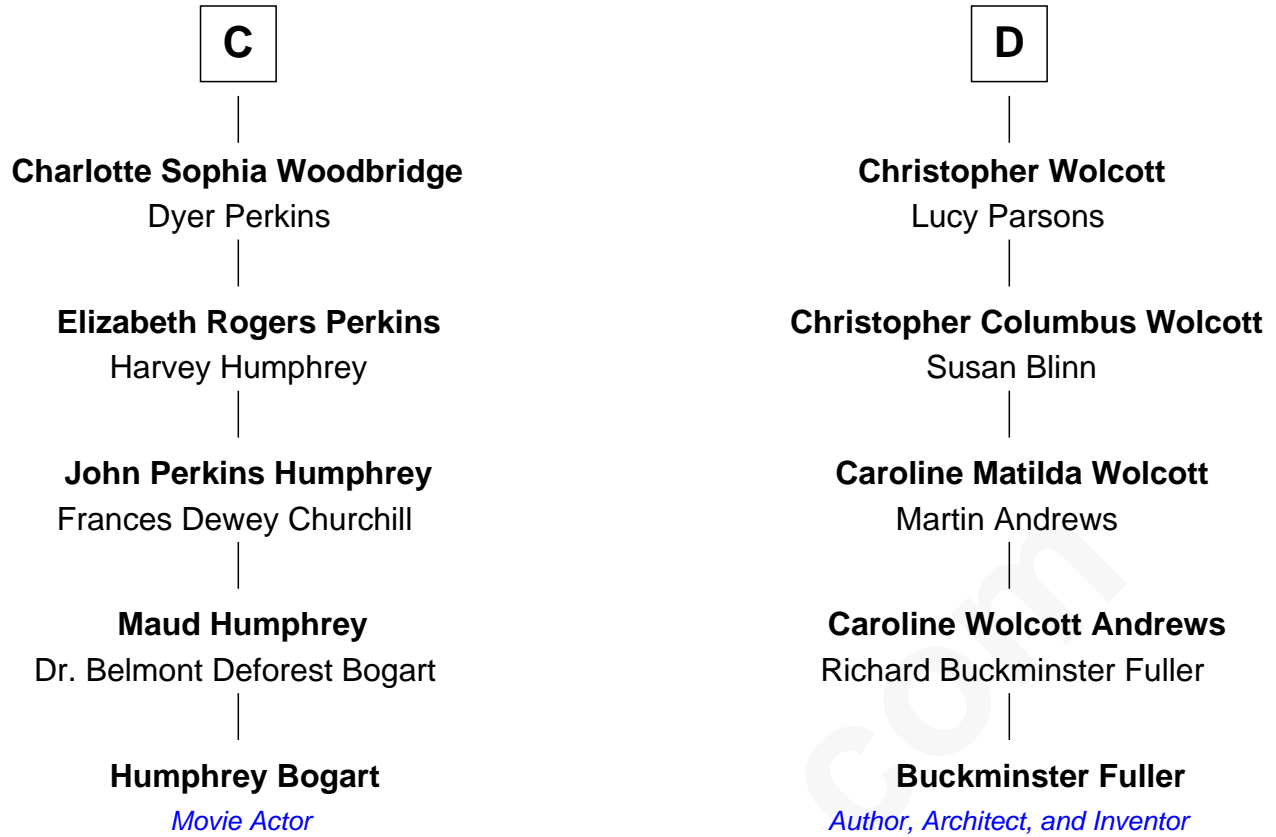 C
Charlotte Sophia Woodbridge
Dyer Perkins
Elizabeth Rogers Perkins
Harvey Humphrey
John Perkins Humphrey
Frances Dewey Churchill
Maud Humphrey
Dr. Belmont Deforest Bogart
Humphrey Bogart
Movie Actor
D
Christopher Wolcott
Lucy Parsons
Christopher Columbus Wolcott
Susan Blinn
Caroline Matilda Wolcott
Martin Andrews
Caroline Wolcott Andrews
Richard Buckminster Fuller
Buckminster Fuller
Author, Architect, and Inventor
com